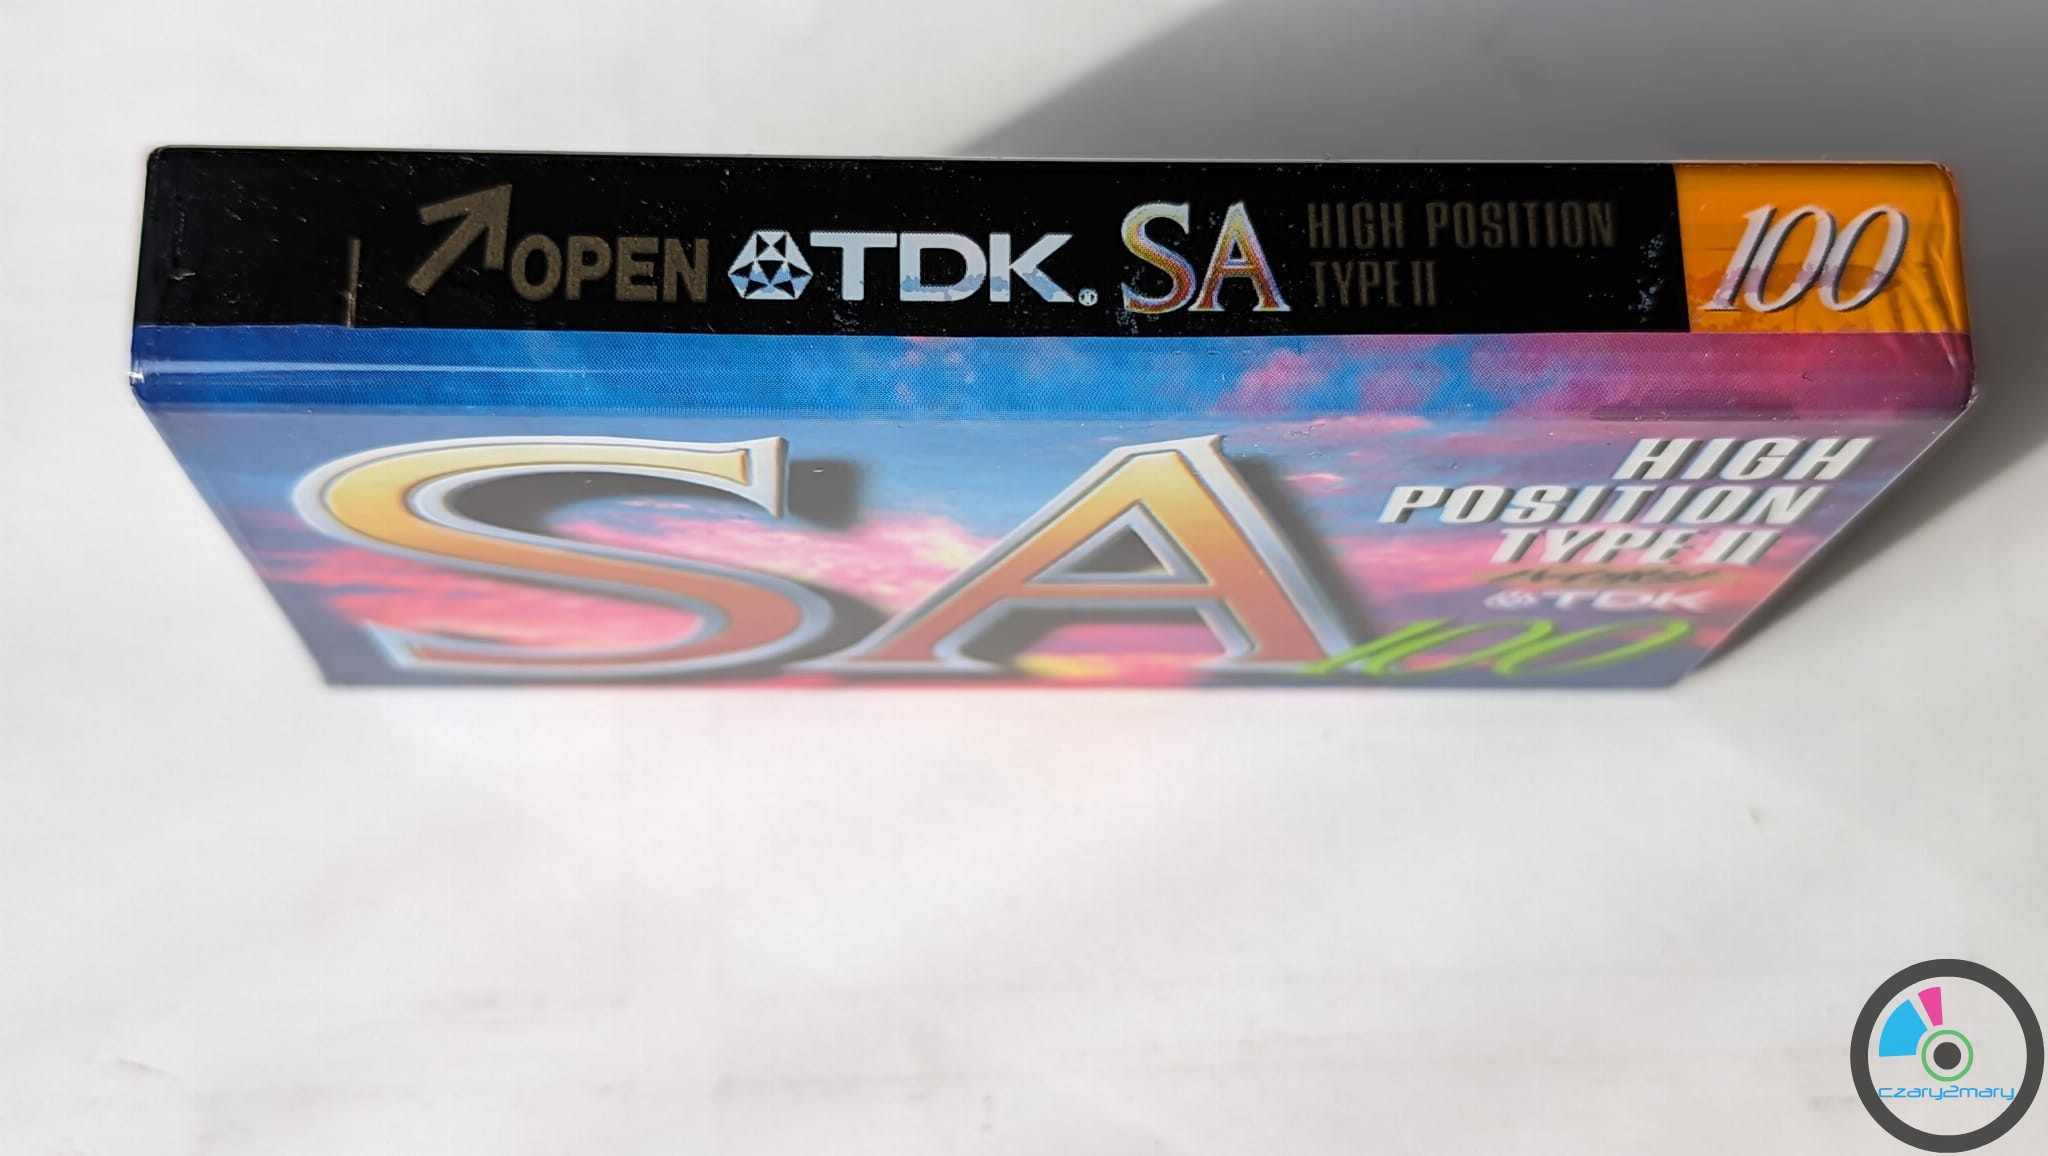 OPEN TDK® SA HIGH POSITION
TYPE II
100
SA
HIGH
POSITION
TYPE II
TDK
100
czary2mary